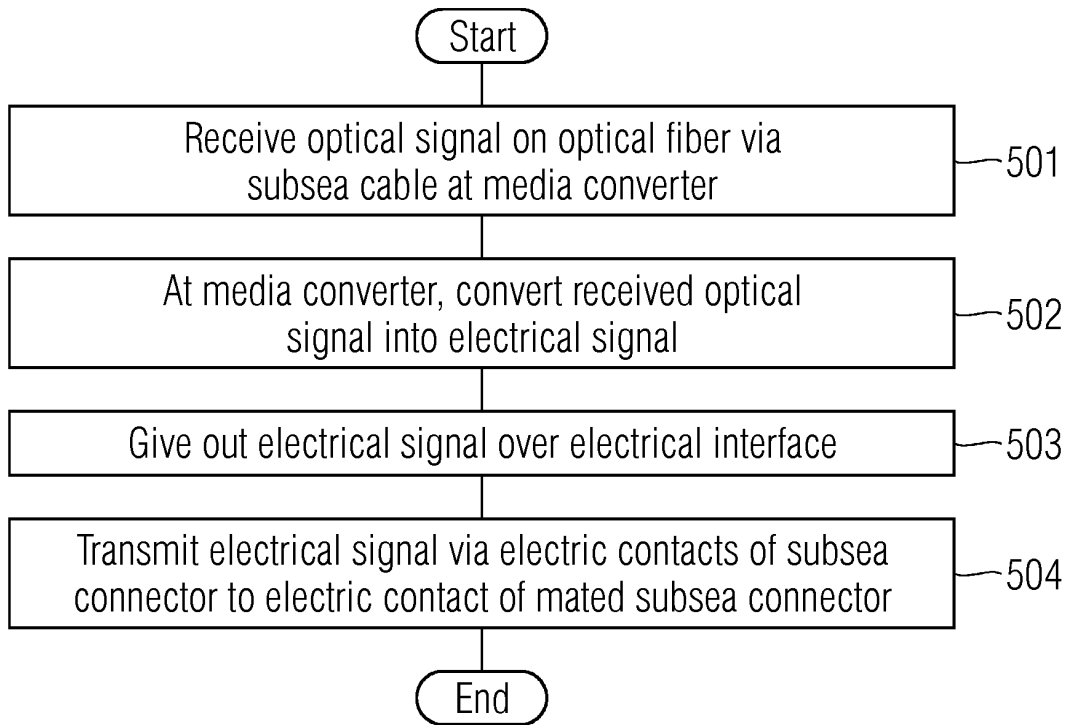 Start
Receive optical signal on optical fiber via
subsea cable at media converter
501
At media converter, convert received optical
signal into electrical signal
502
Give out electrical signal over electrical interface
503
Transmit electrical signal via electric contacts of subsea
connector to electric contact of mated subsea connector
504
End